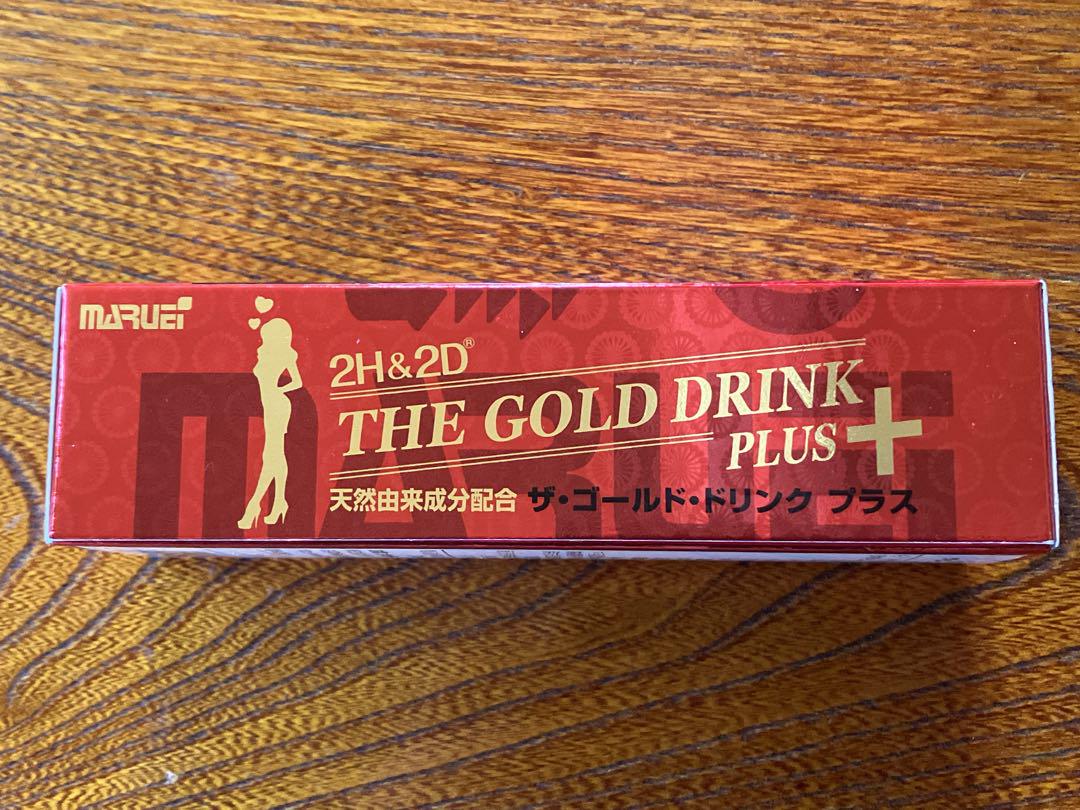 MARUEI
2H&2D®
THE GOLD DRINK
PLUS+
天然由来成分配合 ザ・ゴールド・ドリンク プラス
MARUEI